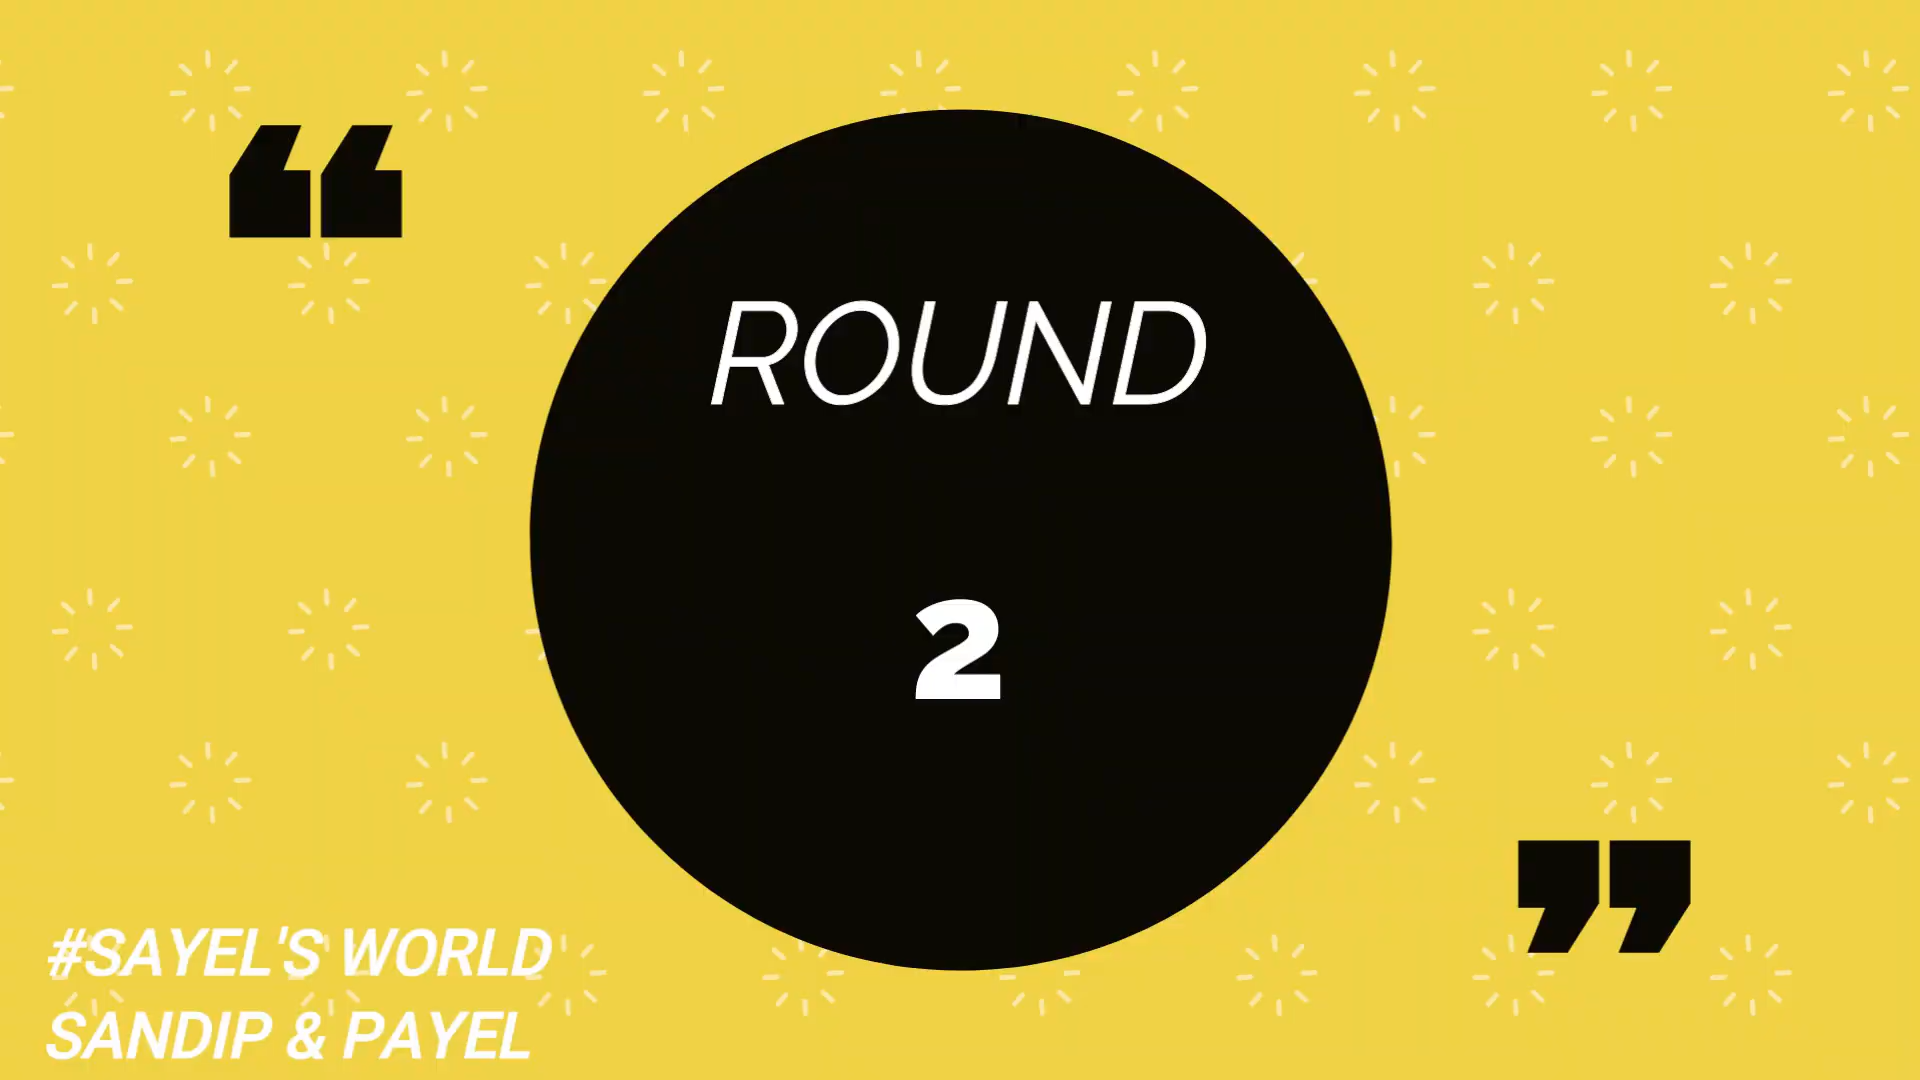 “
ROUND
2
”
#SAYEL'S WORLD
SANDIP & PAYEL